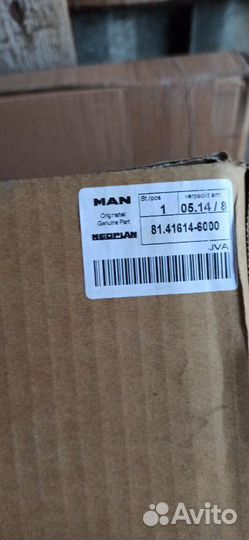 MAN
St./pcs
verpackt am
1
05.14 / 8
Originalteil
Genuine Part
NEOPLAN
81.41614-6000
JVA
Avito